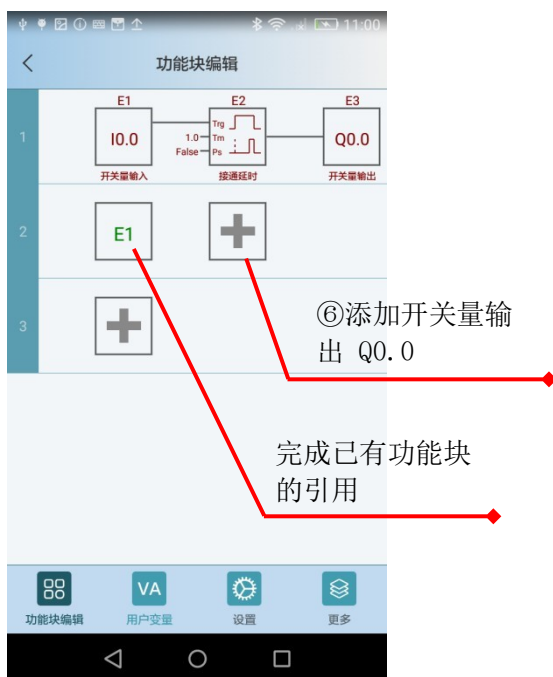 11:00
功能块编辑
E1 E2 E3
1
I0.0
Trg
1.0 Tm
False Ps
Q0.0
开关量输入 接通延时 开关量输出
2
E1
3
⑥添加开关量输
出 Q0.0
完成已有功能块
的引用
VA
功能块编辑 用户变量 设置 更多